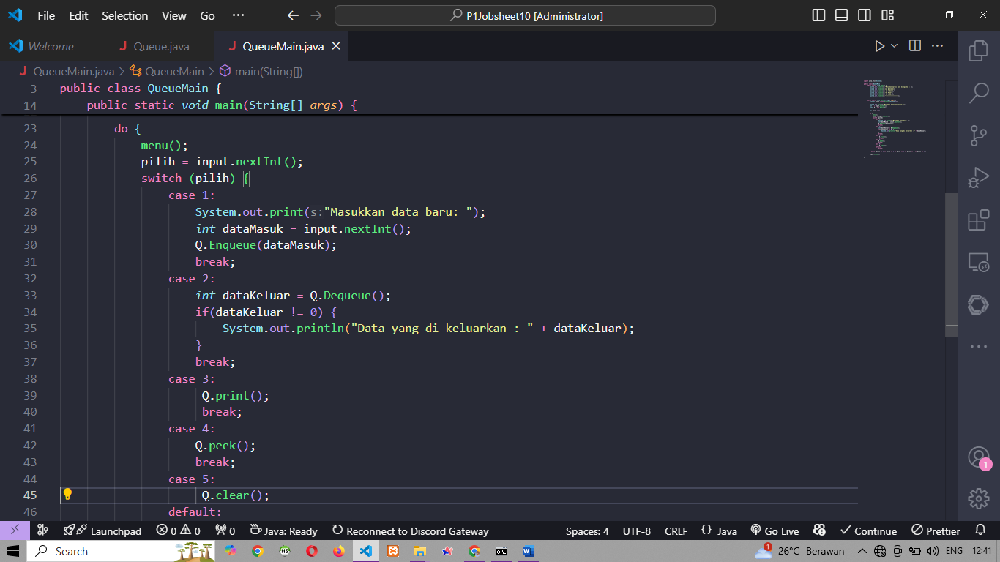 File Edit Selection View Go ··· P1Jobsheet10 [Administrator]
Welcome J Queue.java J QueueMain.java
J QueueMain.java > QueueMain > main(String[])
3 public class QueueMain {
14 public static void main(String[] args) {
23 do {
24 menu();
25 pilih = input.nextInt();
26 switch (pilih) {
27 case 1:
28 System.out.print(s:"Masukkan data baru: ");
29 int dataMasuk = input.nextInt();
30 Q.Enqueue(dataMasuk);
31 break;
32 case 2:
33 int dataKeluar = Q.Dequeue();
34 if(dataKeluar != 0) {
35 System.out.println("Data yang di keluarkan : " + dataKeluar);
36 }
37 break;
38 case 3:
39 Q.print();
40 break;
41 case 4:
42 Q.peek();
43 break;
44 case 5:
45 Q.clear();
46 default:
1
Launchpad 0 0 0 Java: Ready Reconnect to Discord Gateway Spaces: 4 UTF-8 CRLF {} Java Go Live Continue Prettier
Search 1 26°C Berawan ENG 12:41